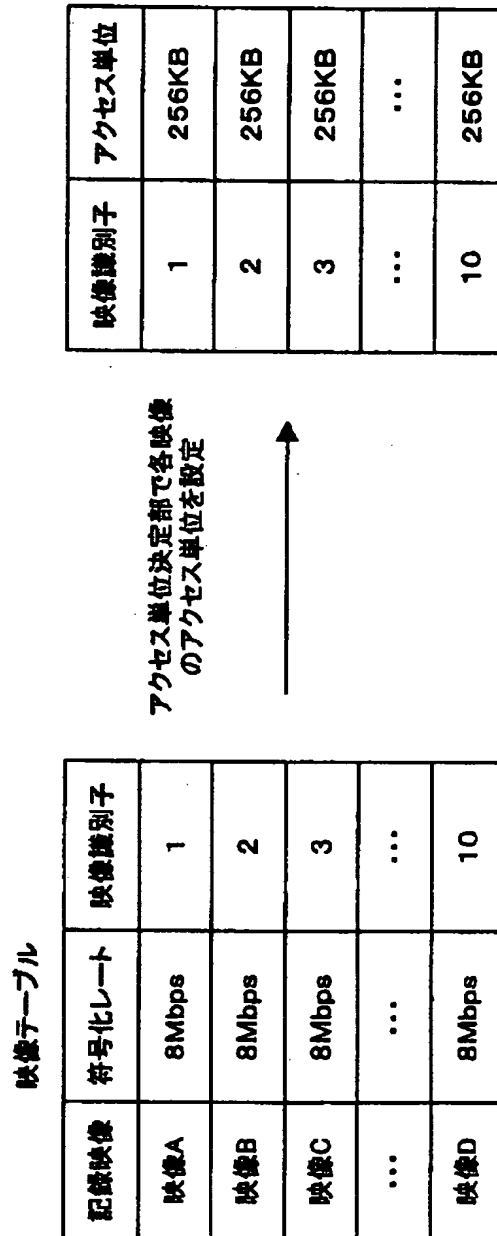 映像テーブル
記録映像 符号化レート 映像識別子
映像A 8Mbps 1
映像B 8Mbps 2
映像C 8Mbps 3
… … …
映像D 8Mbps 10
アクセス単位決定部で各映像
のアクセス単位を設定
映像識別子 アクセス単位
1 256KB
2 256KB
3 256KB
… …
10 256KB